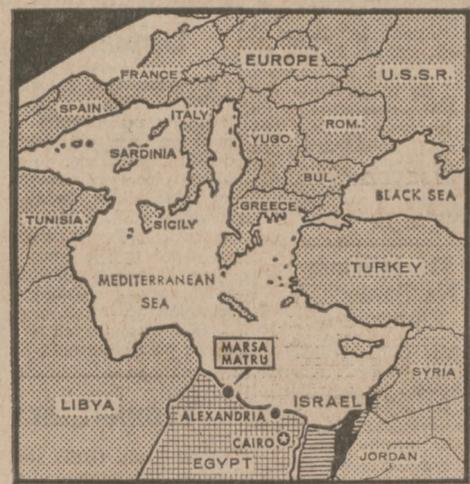 EUROPE
FRANCE
U.S.S.R.
SPAIN
ITALY
YUGO.
ROM.
SARDINIA
BUL.
BLACK SEA
GREECE
TUNISIA
SICILY
TURKEY
MEDITERRANEAN
SEA
MARSA
MATRU
SYRIA
LIBYA
ISRAEL
ALEXANDRIA
CAIRO
EGYPT
JORDAN